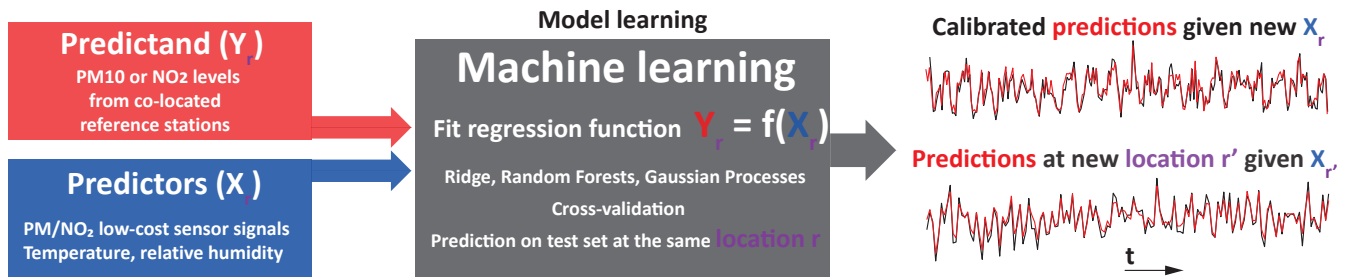 Predictand (Yr)
PM10 or NO2 levels
from co-located
reference stations
Predictors (Xr)
PM/NO₂ low-cost sensor signals
Temperature, relative humidity
Model learning
Machine learning
Fit regression function Yr = f(Xr)
Ridge, Random Forests, Gaussian Processes
Cross-validation
Prediction on test set at the same location r
Calibrated predictions given new Xr
Predictions at new location r’ given Xr’
t